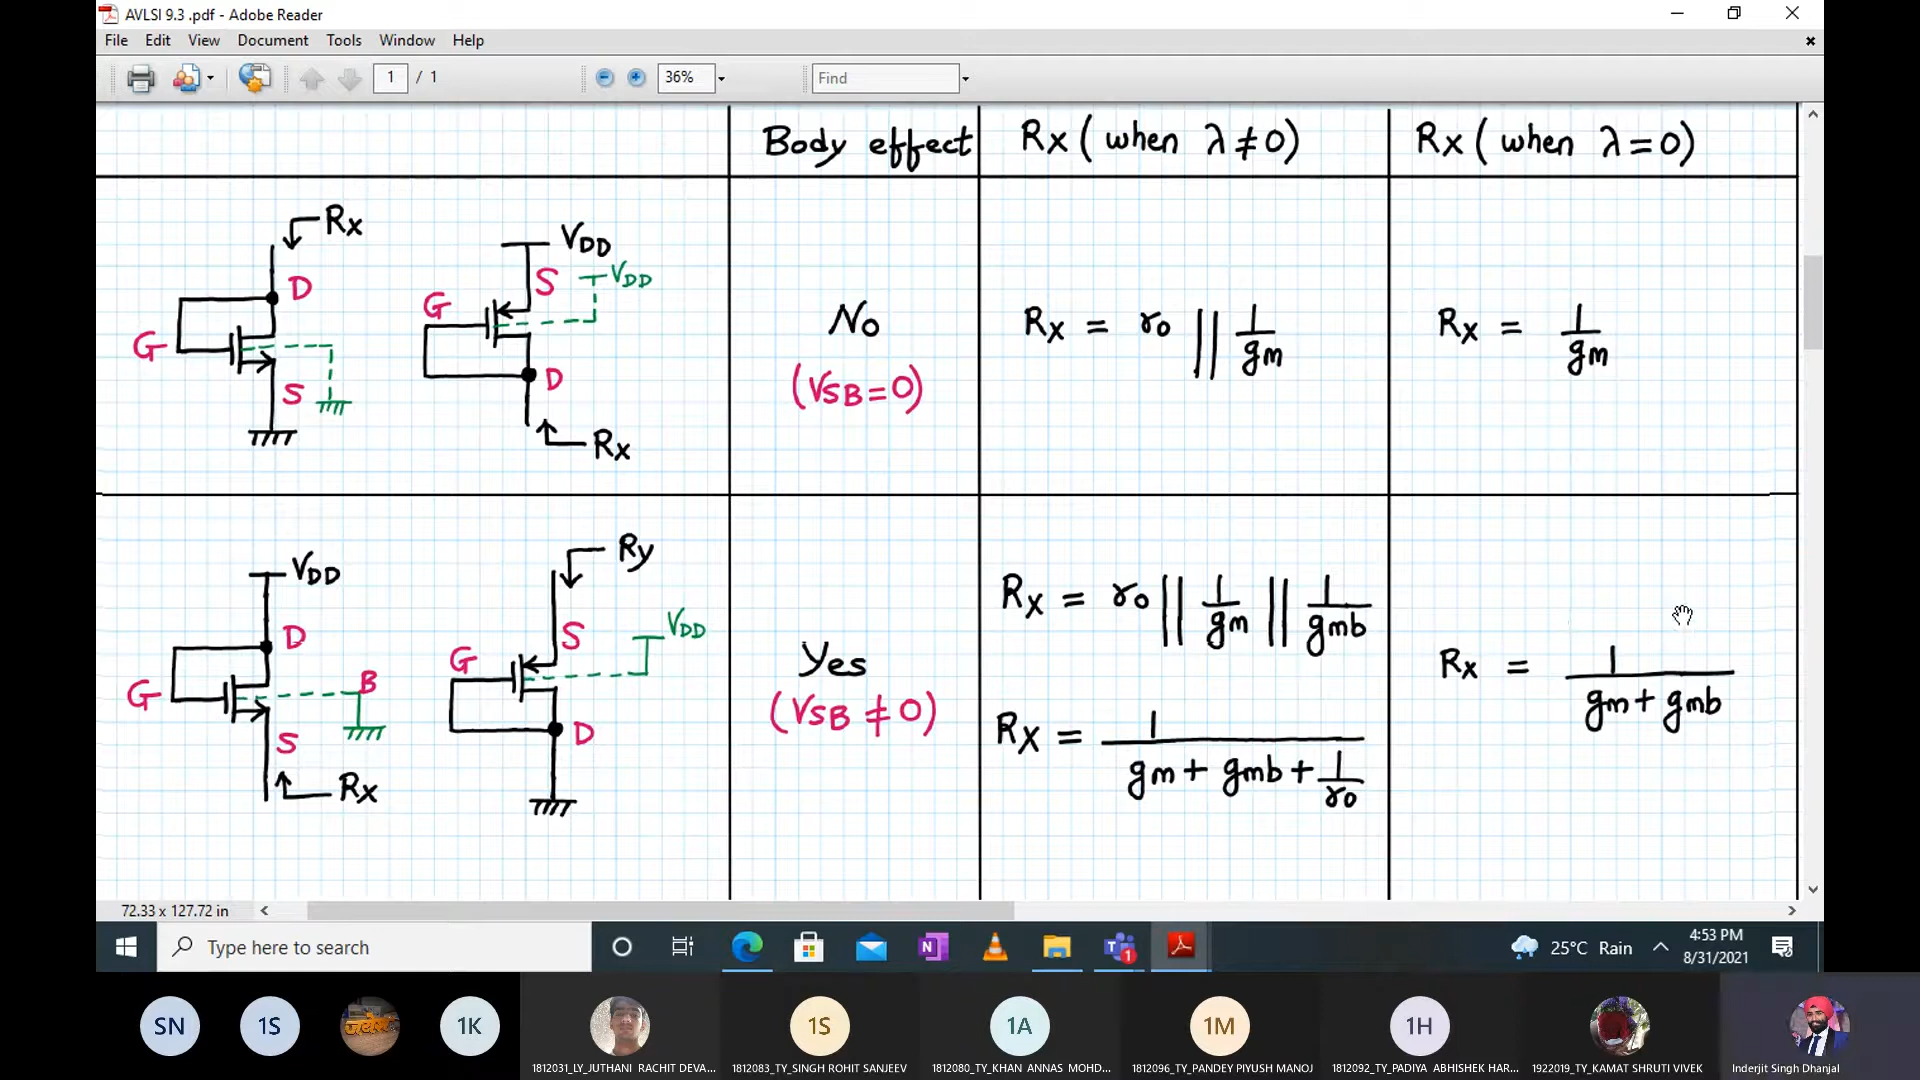 AVLSI 9.3 .pdf - Adobe Reader
File Edit View Document Tools Window Help
1 / 1
36%
Find
Body effect
Rx ( when λ ≠ 0 )
Rx ( when λ = 0 )
Rx
D
G
S
VDD
S
VDD
G
D
Rx
No
(VSB = 0)
Rx = ro || 1/gm
Rx = 1/gm
VDD
D
G
B
S
Rx
Ry
S
VDD
G
D
Yes
(VSB ≠ 0)
Rx = ro || 1/gm || 1/gmb
Rx = 1/(gm + gmb + 1/ro)
Rx = 1/(gm + gmb)
72.33 x 127.72 in
Type here to search
N
T
1
25°C Rain
4:53 PM
8/31/2021
SN
1S
1K
1S
1A
1M
1H
1812031_LY_JUTHANI RACHIT DEVA...
1812083_TY_SINGH ROHIT SANJEEV
1812080_TY_KHAN ANNAS MOHD...
1812096_TY_PANDEY PIYUSH MANOJ
1812092_TY_PADIYA ABHISHEK HAR...
1922019_TY_KAMAT SHRUTI VIVEK
Inderjit Singh Dhanjal